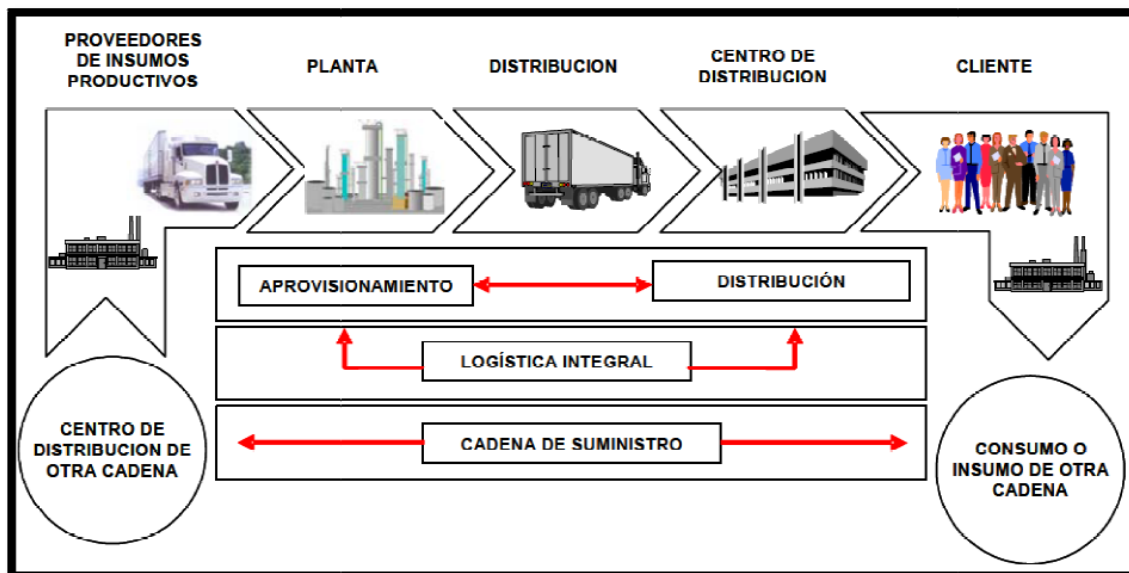 PROVEEDORES
DE INSUMOS
PRODUCTIVOS
PLANTA
DISTRIBUCION
CENTRO DE
DISTRIBUCION
CLIENTE
APROVISIONAMIENTO
DISTRIBUCIÓN
LOGÍSTICA INTEGRAL
CADENA DE SUMINISTRO
CENTRO DE
DISTRIBUCION DE
OTRA CADENA
CONSUMO O
INSUMO DE OTRA
CADENA